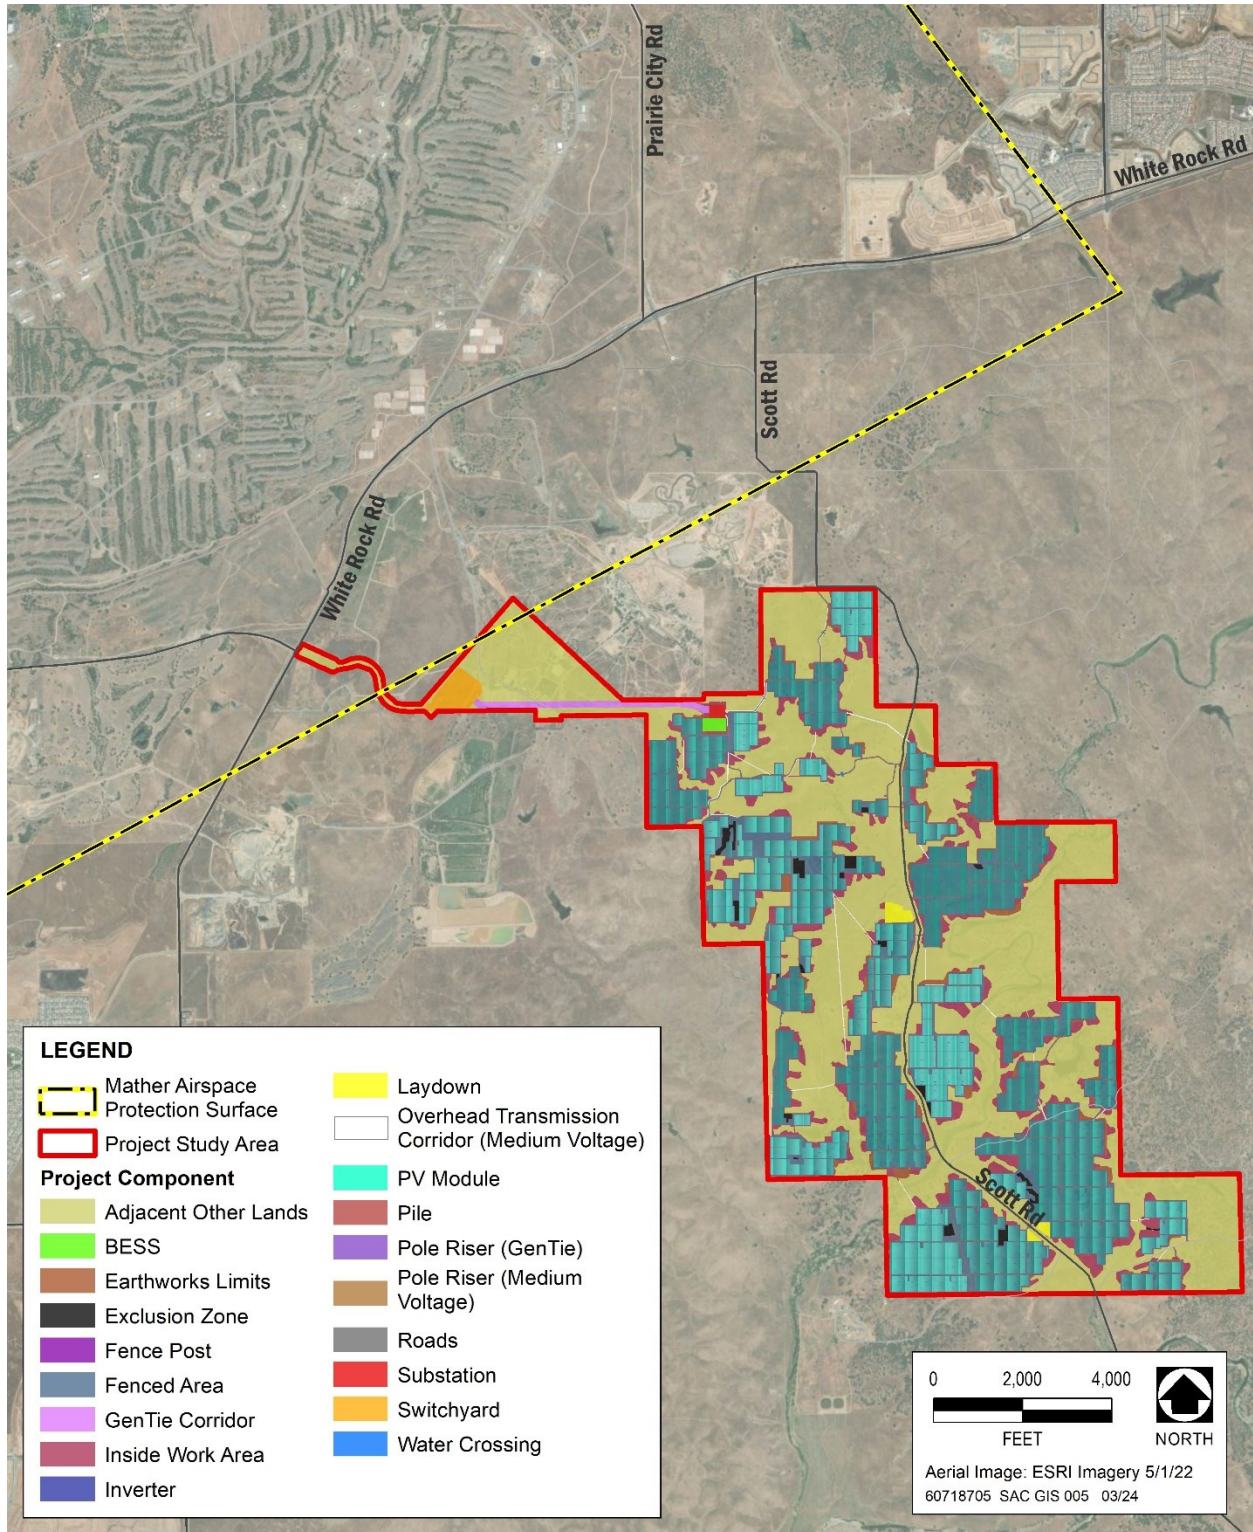 Prairie City Rd
White Rock Rd
Scott Rd
White Rock Rd
Scott Rd
LEGEND
Mather Airspace
Protection Surface
Project Study Area
Project Component
Adjacent Other Lands
BESS
Earthworks Limits
Exclusion Zone
Fence Post
Fenced Area
GenTie Corridor
Inside Work Area
Inverter
Laydown
Overhead Transmission
Corridor (Medium Voltage)
PV Module
Pile
Pole Riser (GenTie)
Pole Riser (Medium
Voltage)
Roads
Substation
Switchyard
Water Crossing
0 2,000 4,000
FEET
NORTH
Aerial Image: ESRI Imagery 5/1/22
60718705 SAC GIS 005 03/24